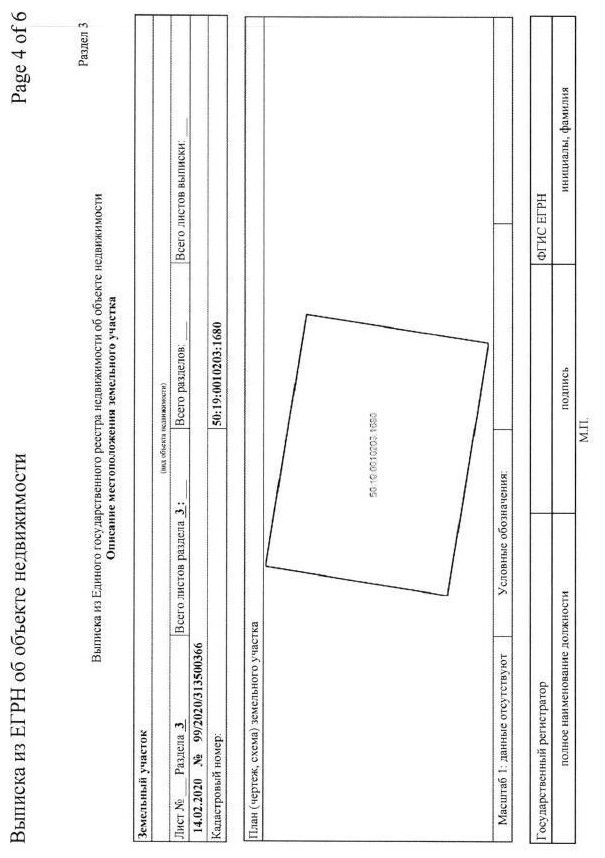 Выписка из ЕГРН об объекте недвижимости Page 4 of 6
Раздел 3
Выписка из Единого государственного реестра недвижимости об объекте недвижимости
Описание местоположения земельного участка
Земельный участок
(вид объекта недвижимости)
Лист № ___ Раздела 3 Всего листов раздела 3: ___ Всего разделов: ___ Всего листов выписки: ___
14.02.2020 № 99/2020/313500366
Кадастровый номер: 50:19:0010203:1680
План (чертеж, схема) земельного участка
50:19:0010203:1680
Масштаб 1: данные отсутствуют Условные обозначения:
Государственный регистратор ФГИС ЕГРН
полное наименование должности подпись инициалы, фамилия
М.П.